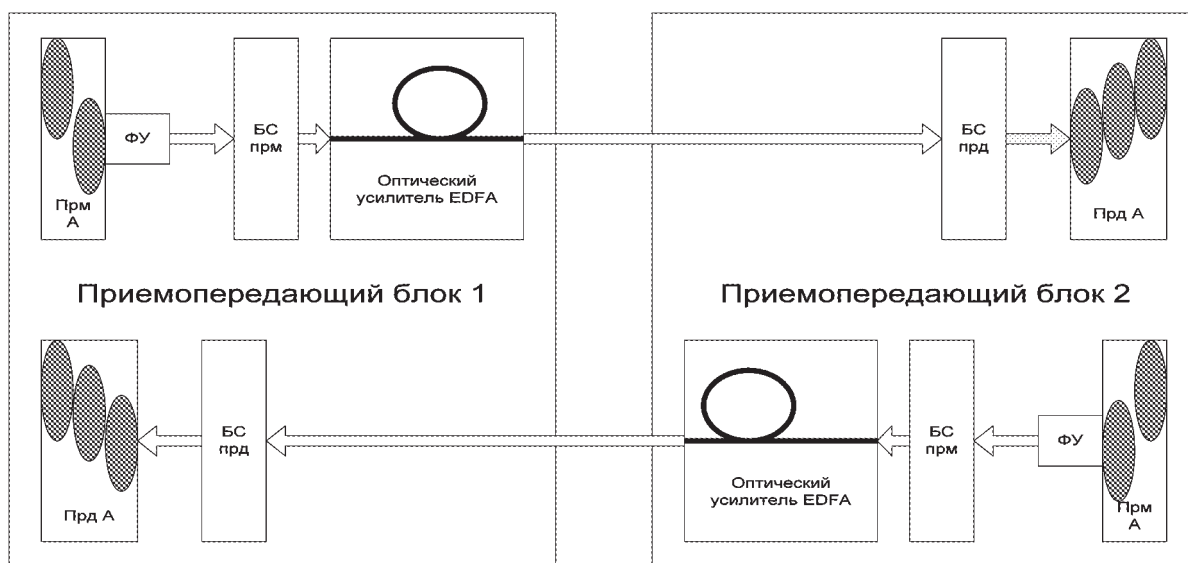 ФУ
Прм
А
БС
прм
Оптический
усилитель EDFA
БС
прд
Прд А
Приемопередающий блок 1
Приемопередающий блок 2
Прд А
БС
прд
Оптический
усилитель EDFA
БС
прм
ФУ
Прм
А